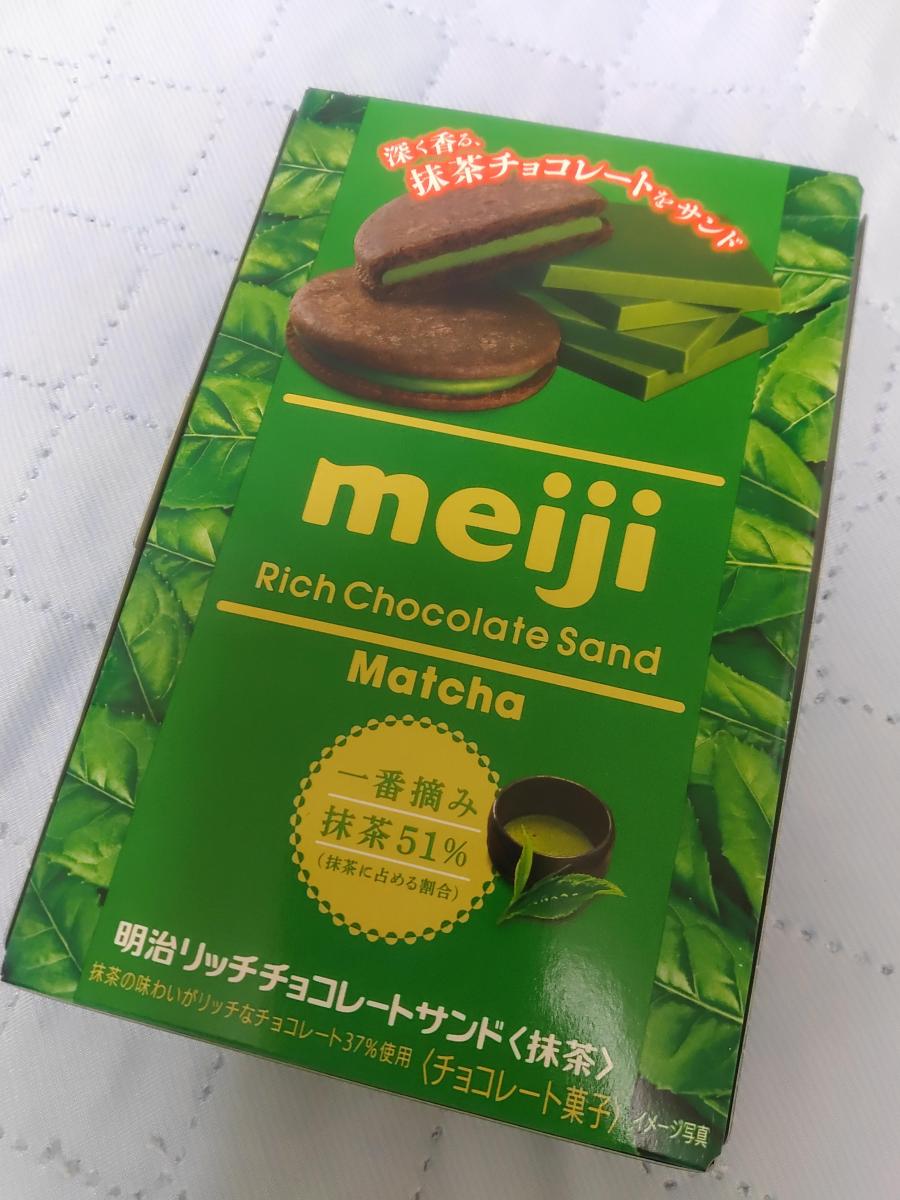 深く香る、
抹茶チョコレートをサンド
meiji
Rich Chocolate Sand
Matcha
一番摘み
抹茶51%
(抹茶に占める割合)
明治リッチチョコレートサンド〈抹茶〉
抹茶の味わいがリッチなチョコレート37%使用〈チョコレート菓子〉
イメージ写真